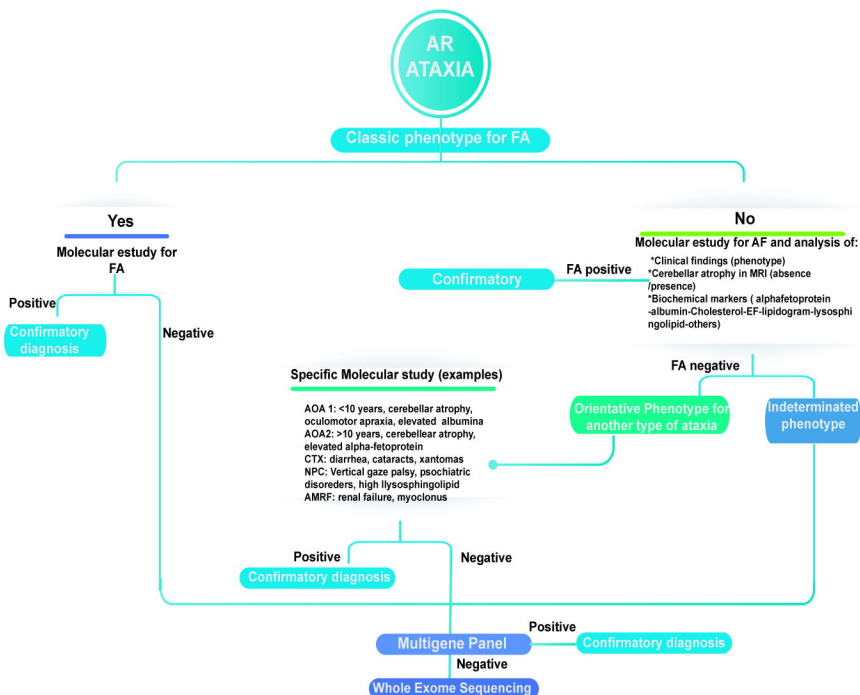 AR
ATAXIA
Classic phenotype for FA
Yes
Molecular estudy for
FA
Positive
Confirmatory
diagnosis
Negative
No
Molecular estudy for AF and analysis of:
*Clinical findings (phenotype)
*Cerebellar atrophy in MRI (absence
/presence)
*Biochemical markers ( alphafetoprotein
-albumin-Cholesterol-EF-lipidogram-lysosphi
ngolipid-others)
FA positive
Confirmatory
FA negative
Orientative Phenotype for
another type of ataxia
Indeterminated
phenotype
Specific Molecular study (examples)
AOA 1: <10 years, cerebellar atrophy,
oculomotor apraxia, elevated albumina
AOA2: >10 years, cerebellear atrophy,
elevated alpha-fetoprotein
CTX: diarrhea, cataracts, xantomas
NPC: Vertical gaze palsy, psochiatric
disoreders, high llysosphingolipid
AMRF: renal failure, myoclonus
Positive
Confirmatory diagnosis
Negative
Multigene Panel
Positive
Confirmatory diagnosis
Negative
Whole Exome Sequencing